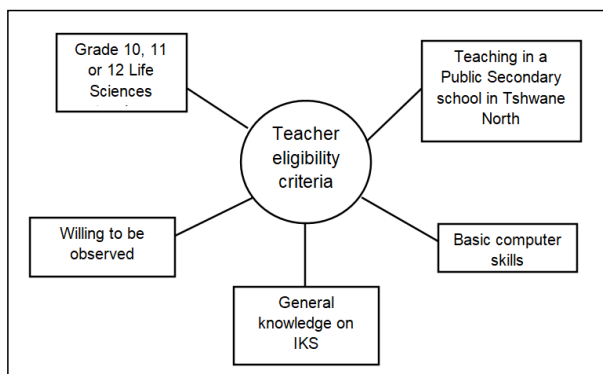 Grade 10, 11
or 12 Life
Sciences
Teaching in a
Public Secondary
school in Tshwane
North
Teacher
eligibility
criteria
Willing to be
observed
Basic computer
skills
General
knowledge on
IKS